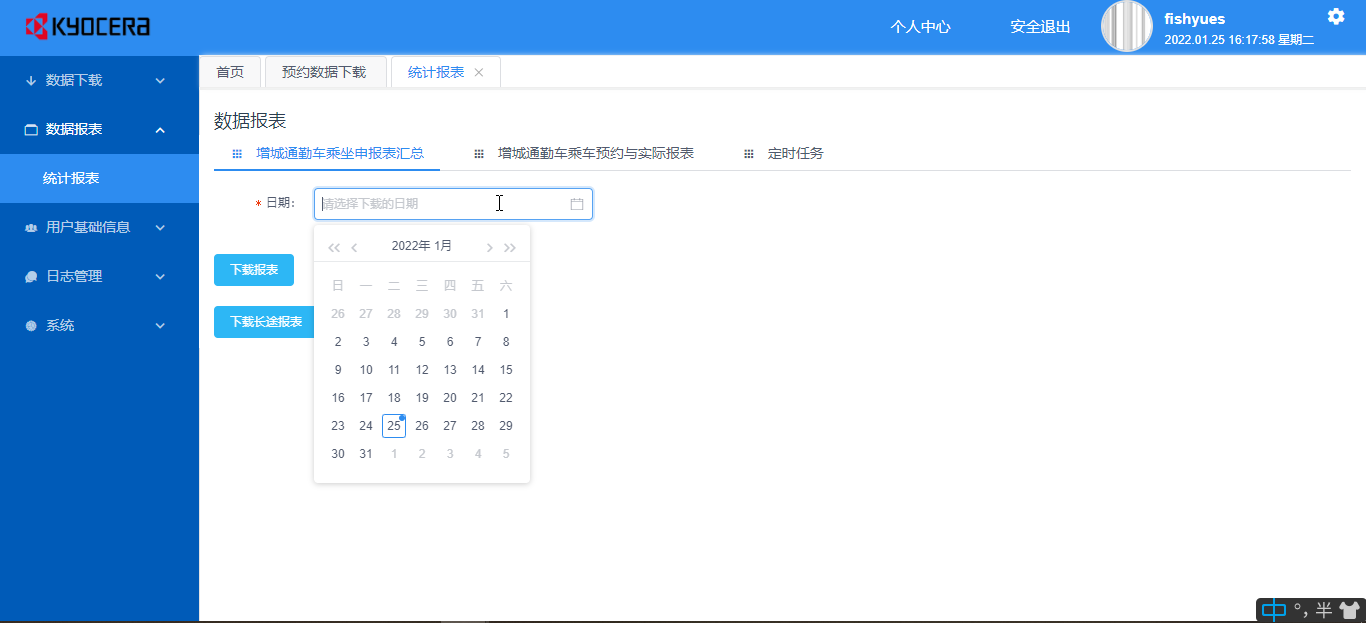 KYOCERA
个人中心
安全退出
fishyues
2022.01.25 16:17:58 星期二
数据下载
数据报表
统计报表
用户基础信息
日志管理
系统
首页
预约数据下载
统计报表
数据报表
增城通勤车乘坐申报表汇总
增城通勤车乘车预约与实际报表
定时任务
* 日期:
请选择下载的日期
下载报表
下载长途报表
2022年 1月
日 一 二 三 四 五 六
26 27 28 29 30 31 1
2 3 4 5 6 7 8
9 10 11 12 13 14 15
16 17 18 19 20 21 22
23 24 25 26 27 28 29
30 31 1 2 3 4 5
中 °, 半